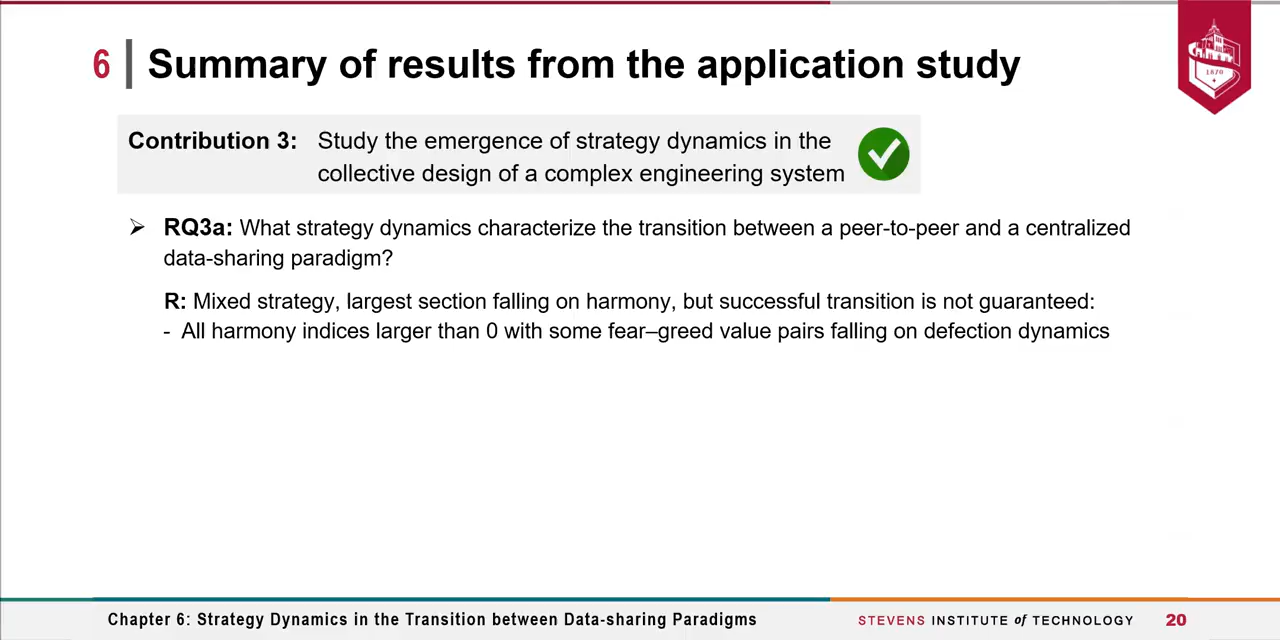 6 Summary of results from the application study
1870
Contribution 3: Study the emergence of strategy dynamics in the
collective design of a complex engineering system
➢ RQ3a: What strategy dynamics characterize the transition between a peer-to-peer and a centralized
data-sharing paradigm?
R: Mixed strategy, largest section falling on harmony, but successful transition is not guaranteed:
- All harmony indices larger than 0 with some fear–greed value pairs falling on defection dynamics
Chapter 6: Strategy Dynamics in the Transition between Data-sharing Paradigms
STEVENS INSTITUTE of TECHNOLOGY 20